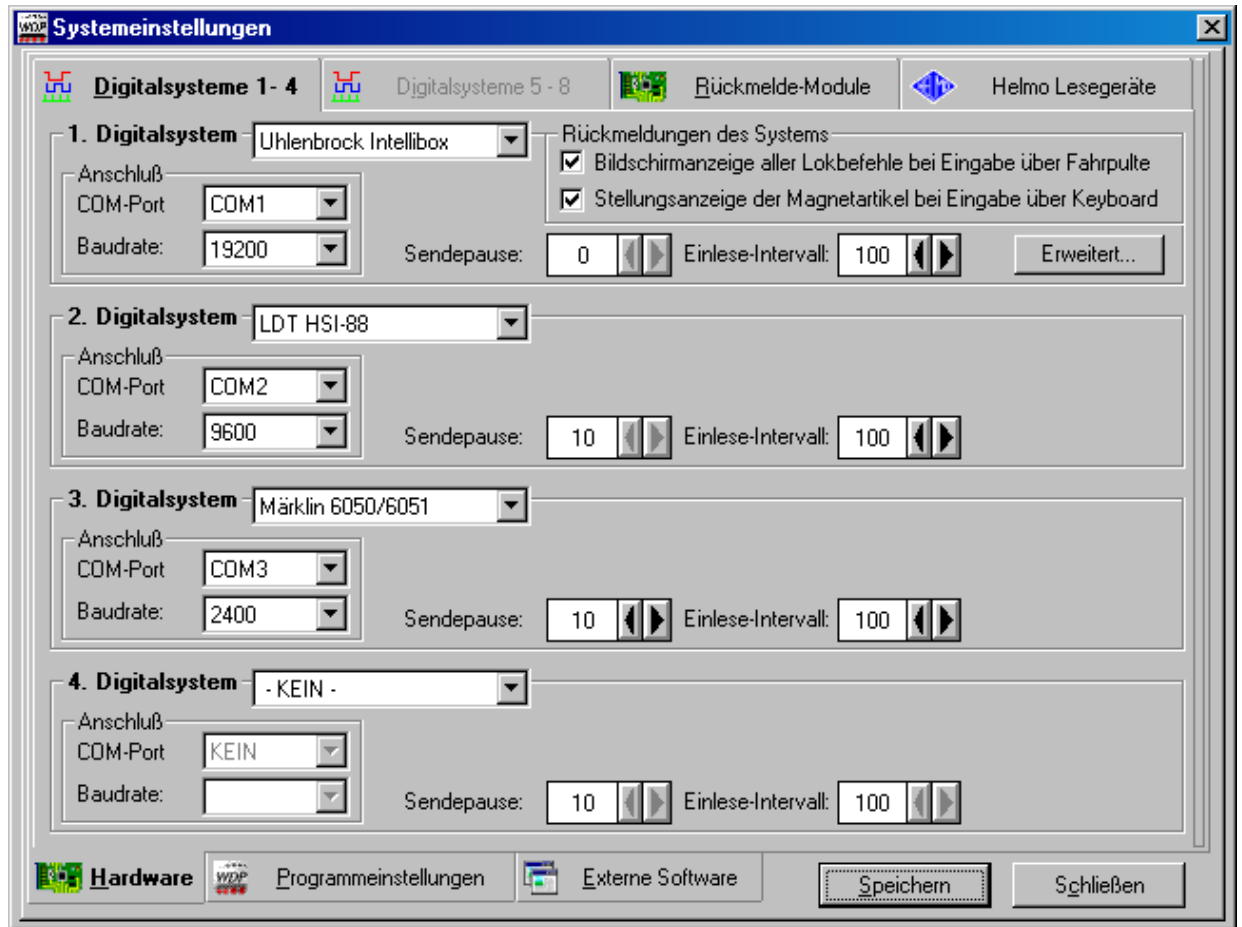 WDP Systemeinstellungen
Digitalsysteme 1- 4 Digitalsysteme 5 - 8 Rückmelde-Module Helmo Lesegeräte
1. Digitalsystem Uhlenbrock Intellibox Rückmeldungen des Systems
Bildschirmanzeige aller Lokbefehle bei Eingabe über Fahrpulte
Anschluß
COM-Port COM1 Stellungsanzeige der Magnetartikel bei Eingabe über Keyboard
Baudrate: 19200 Sendepause: 0 Einlese-Intervall: 100 Erweitert...
2. Digitalsystem LDT HSI-88
Anschluß
COM-Port COM2
Baudrate: 9600 Sendepause: 10 Einlese-Intervall: 100
3. Digitalsystem Märklin 6050/6051
Anschluß
COM-Port COM3
Baudrate: 2400 Sendepause: 10 Einlese-Intervall: 100
4. Digitalsystem - KEIN -
Anschluß
COM-Port KEIN
Baudrate: Sendepause: 10 Einlese-Intervall: 100
Hardware WDP Programmeinstellungen Externe Software Speichern Schließen